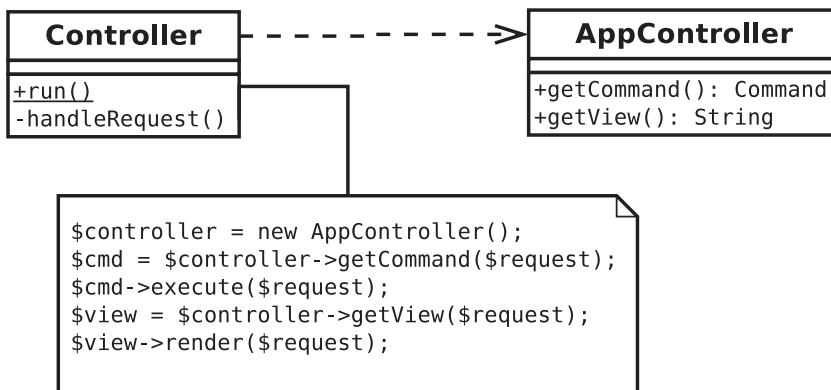 Controller
+run()
-handleRequest()
AppController
+getCommand(): Command
+getView(): String
$controller = new AppController();
$cmd = $controller->getCommand($request);
$cmd->execute($request);
$view = $controller->getView($request);
$view->render($request);